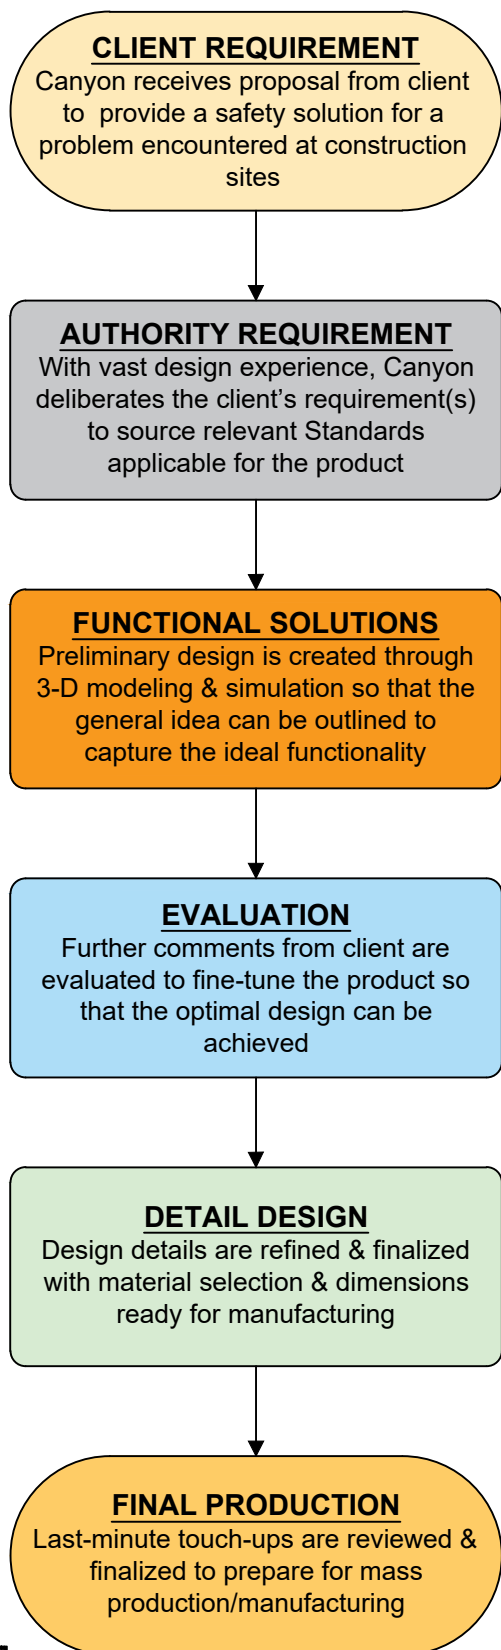 CLIENT REQUIREMENT
Canyon receives proposal from client
to provide a safety solution for a
problem encountered at construction
sites
AUTHORITY REQUIREMENT
With vast design experience, Canyon
deliberates the client’s requirement(s)
to source relevant Standards
applicable for the product
FUNCTIONAL SOLUTIONS
Preliminary design is created through
3-D modeling & simulation so that the
general idea can be outlined to
capture the ideal functionality
EVALUATION
Further comments from client are
evaluated to fine-tune the product so
that the optimal design can be
achieved
DETAIL DESIGN
Design details are refined & finalized
with material selection & dimensions
ready for manufacturing
FINAL PRODUCTION
Last-minute touch-ups are reviewed &
finalized to prepare for mass
production/manufacturing